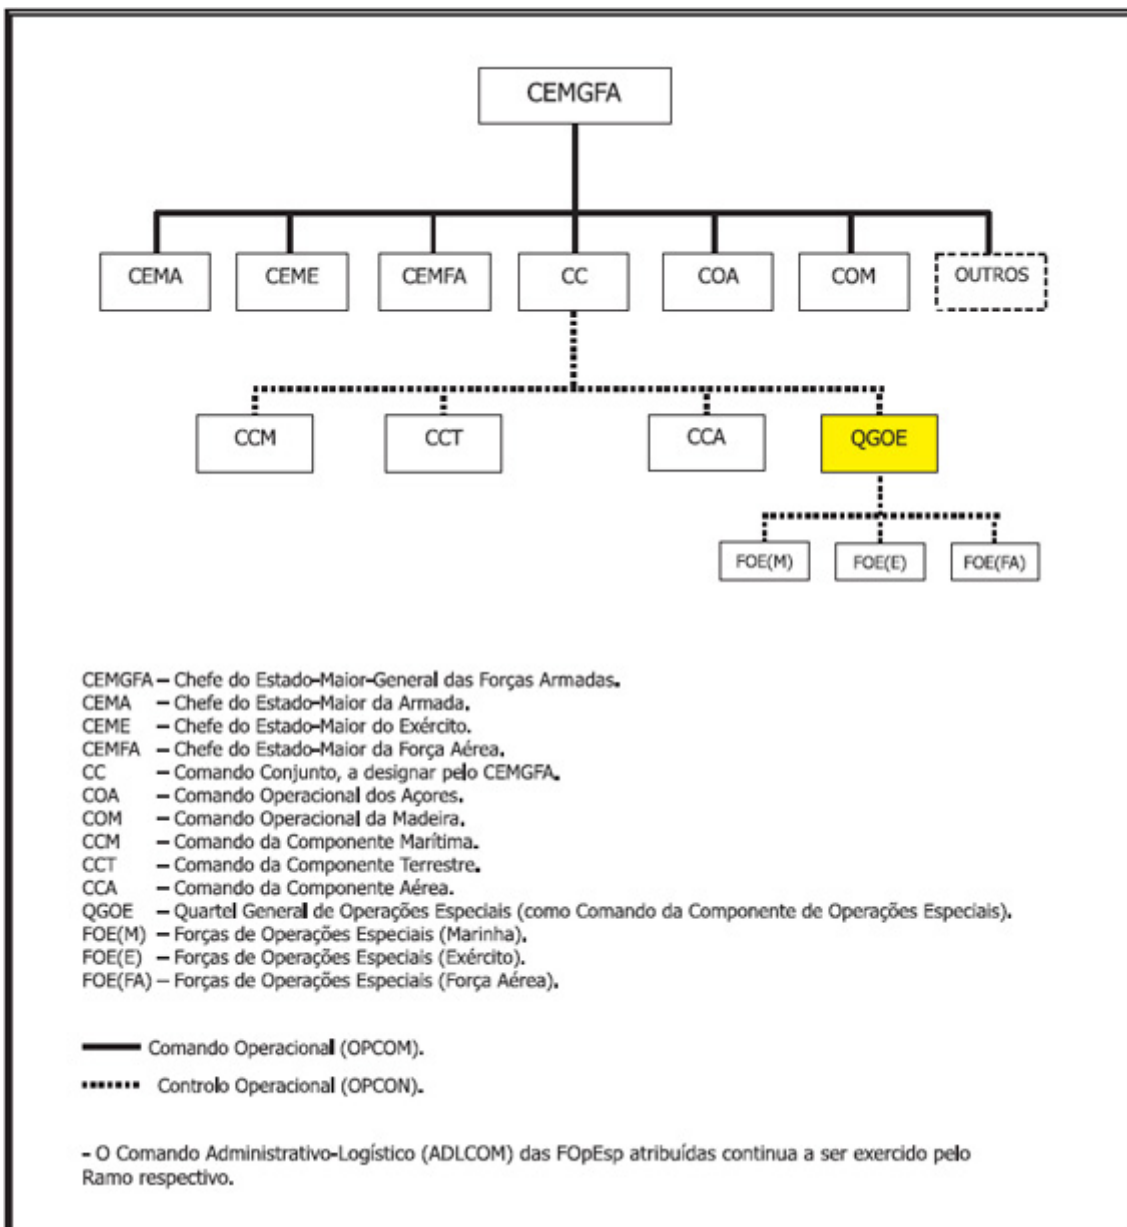 CEMGFA
CEMA CEME CEMFA CC COA COM OUTROS
CCM CCT CCA QGOE
FOE(M) FOE(E) FOE(FA)
CEMGFA – Chefe do Estado-Maior-General das Forças Armadas.
CEMA – Chefe do Estado-Maior da Armada.
CEME – Chefe do Estado-Maior do Exército.
CEMFA – Chefe do Estado-Maior da Força Aérea.
CC – Comando Conjunto, a designar pelo CEMGFA.
COA – Comando Operacional dos Açores.
COM – Comando Operacional da Madeira.
CCM – Comando da Componente Marítima.
CCT – Comando da Componente Terrestre.
CCA – Comando da Componente Aérea.
QGOE – Quartel General de Operações Especiais (como Comando da Componente de Operações Especiais).
FOE(M) – Forças de Operações Especiais (Marinha).
FOE(E) – Forças de Operações Especiais (Exército).
FOE(FA) – Forças de Operações Especiais (Força Aérea).
Comando Operacional (OPCOM).
Controlo Operacional (OPCON).
- O Comando Administrativo-Logístico (ADLCOM) das FOpEsp atribuídas continua a ser exercido pelo
Ramo respectivo.